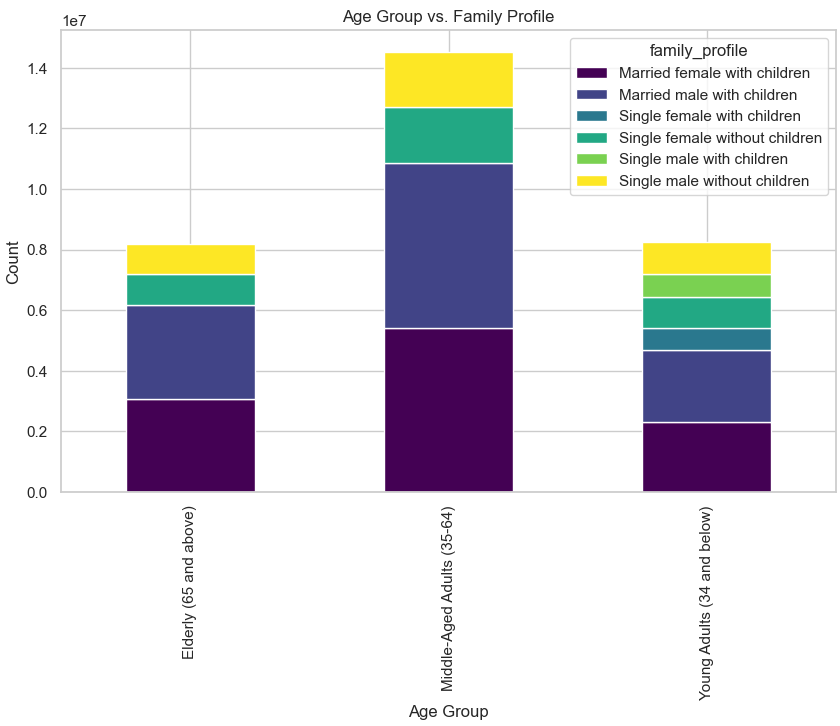 Age Group vs. Family Profile
1e7
family_profile
Married female with children
Married male with children
Single female with children
Single female without children
Single male with children
Single male without children
1.4
1.2
1.0
0.8
0.6
0.4
0.2
0.0
Count
Elderly (65 and above)
Middle-Aged Adults (35-64)
Young Adults (34 and below)
Age Group